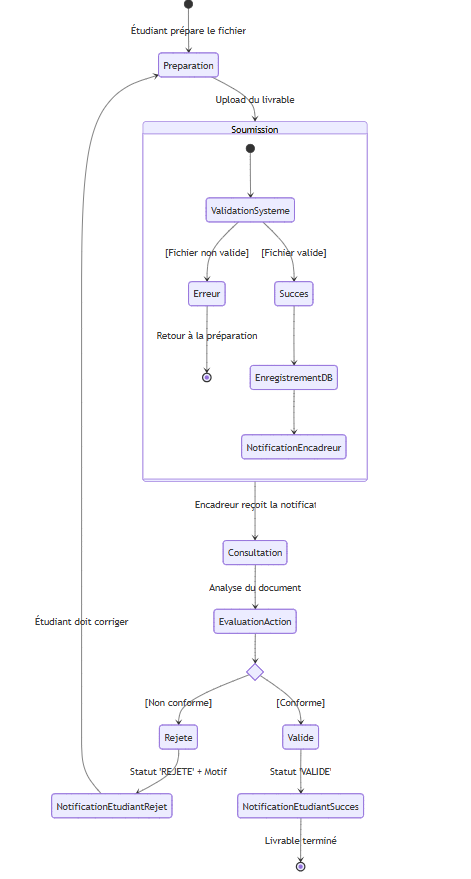 Étudiant prépare le fichier
Preparation
Upload du livrable
Soumission
ValidationSysteme
[Fichier non valide]
[Fichier valide]
Erreur
Succes
Retour à la préparation
EnregistrementDB
NotificationEncadreur
Encadreur reçoit la notificat
Consultation
Analyse du document
EvaluationAction
Étudiant doit corriger
[Non conforme]
[Conforme]
Rejete
Valide
Statut 'REJETE' + Motif
Statut 'VALIDE'
NotificationEtudiantRejet
NotificationEtudiantSucces
Livrable terminé